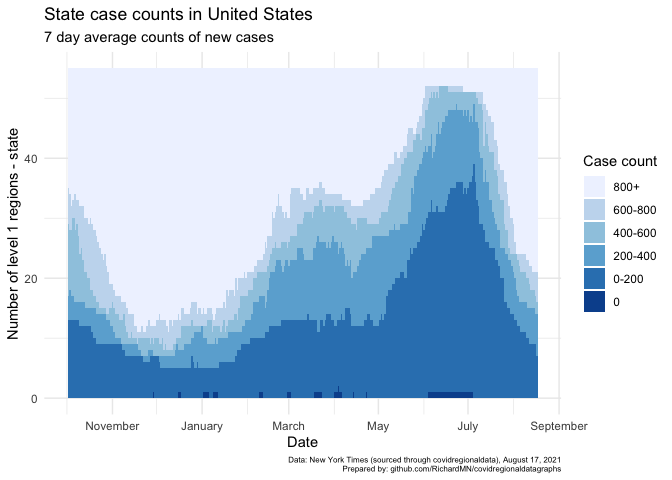 State case counts in United States
7 day average counts of new cases
Number of level 1 regions - state
40
20
0
November January March May July September
Date
Case count
800+
600-800
400-600
200-400
0-200
0
Data: New York Times (sourced through covidregionaldata), August 17, 2021
Prepared by: github.com/RichardMN/covidregionaldatagraphs